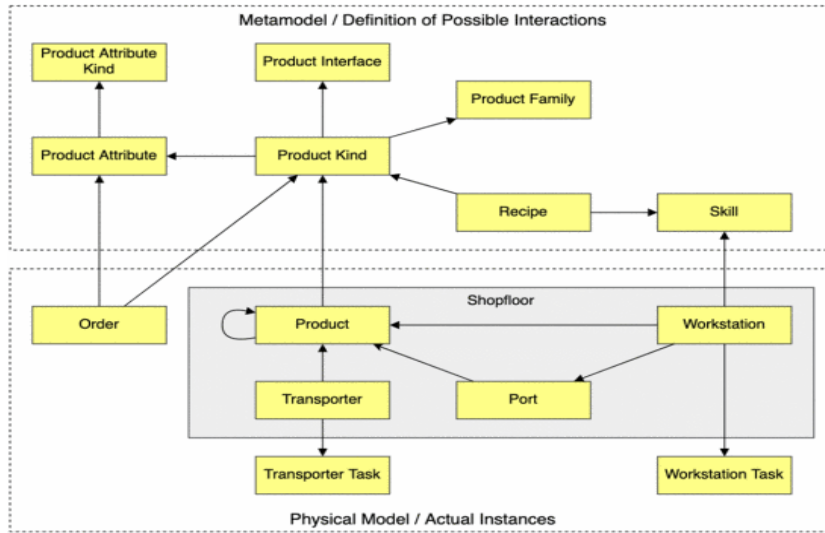 Metamodel / Definition of Possible Interactions
Product Attribute
Kind
Product Interface
Product Family
Product Attribute
Product Kind
Recipe
Skill
Shopfloor
Order
Product
Workstation
Transporter
Port
Transporter Task
Workstation Task
Physical Model / Actual Instances